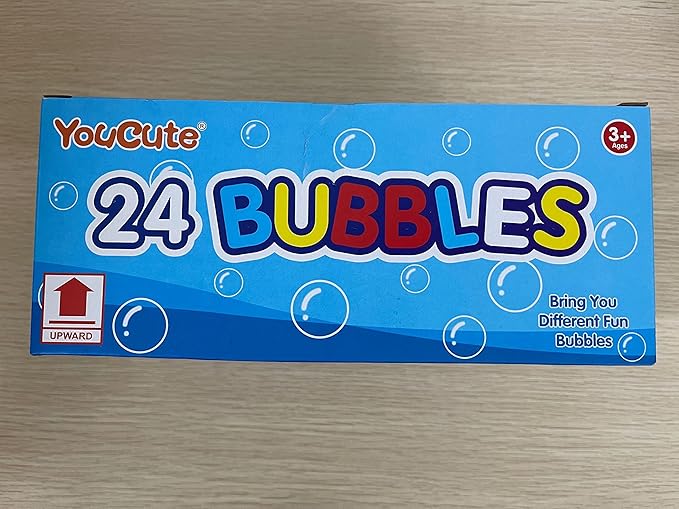 YouCute®
3+
Ages
24 BUBBLES
UPWARD
Bring You
Different Fun
Bubbles